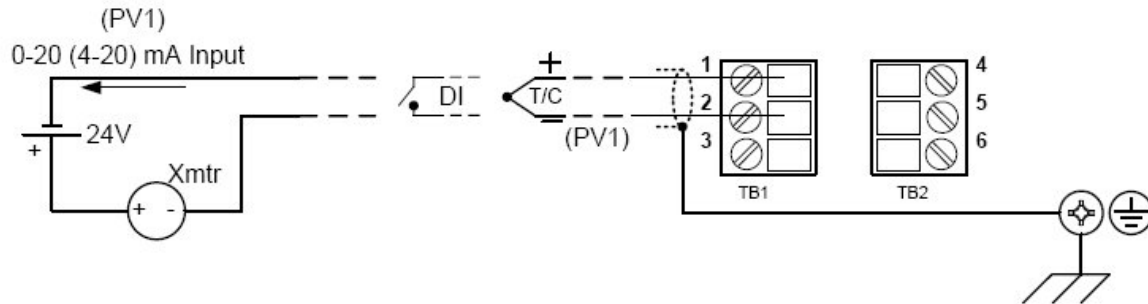 (PV1)
0-20 (4-20) mA Input
24V
+
Xmtr
+ -
DI
+
T/C
−
(PV1)
1
2
3
TB1
4
5
6
TB2